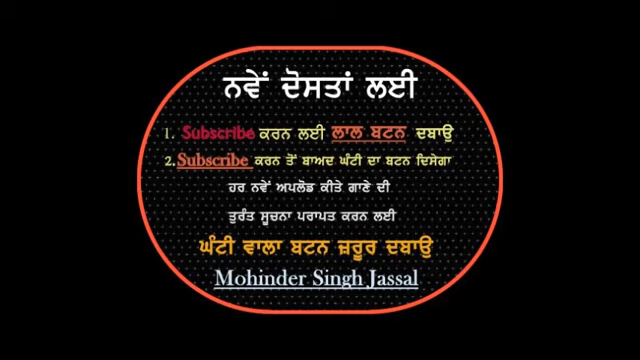 ਨਵੇਂ ਦੋਸਤਾਂ ਲਈ
1. Subscribe ਕਰਨ ਲਈ ਲਾਲ ਬਟਨ ਦਬਾਉ
2.Subscribe ਕਰਨ ਤੋਂ ਬਾਅਦ ਘੰਟੀ ਦਾ ਬਟਨ ਦਿਸੇਗਾ
ਹਰ ਨਵੇਂ ਅਪਲੋਡ ਕੀਤੇ ਗਾਣੇ ਦੀ
ਤੁਰੰਤ ਸੂਚਨਾ ਪਰਾਪਤ ਕਰਨ ਲਈ
ਘੰਟੀ ਵਾਲਾ ਬਟਨ ਜ਼ਰੂਰ ਦਬਾਉ
Mohinder Singh Jassal